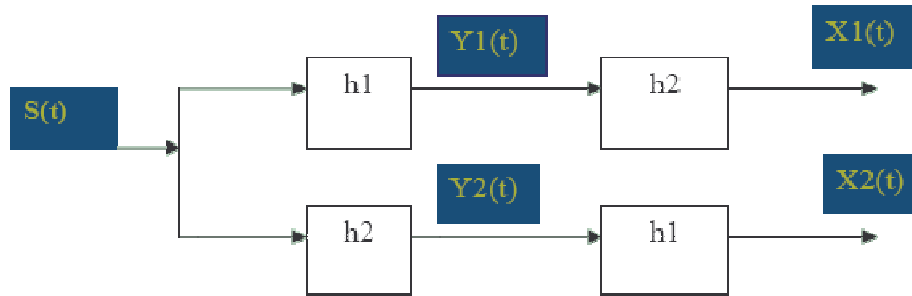 S(t)
h1
Y1(t)
h2
X1(t)
h2
Y2(t)
h1
X2(t)